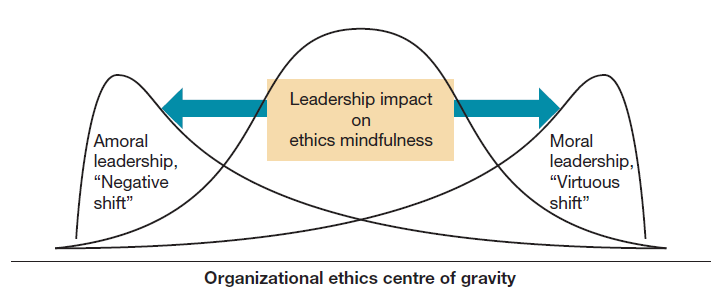 Leadership impact
on
ethics mindfulness
Amoral
leadership,
“Negative
shift”
Moral
leadership,
“Virtuous
shift”
Organizational ethics centre of gravity